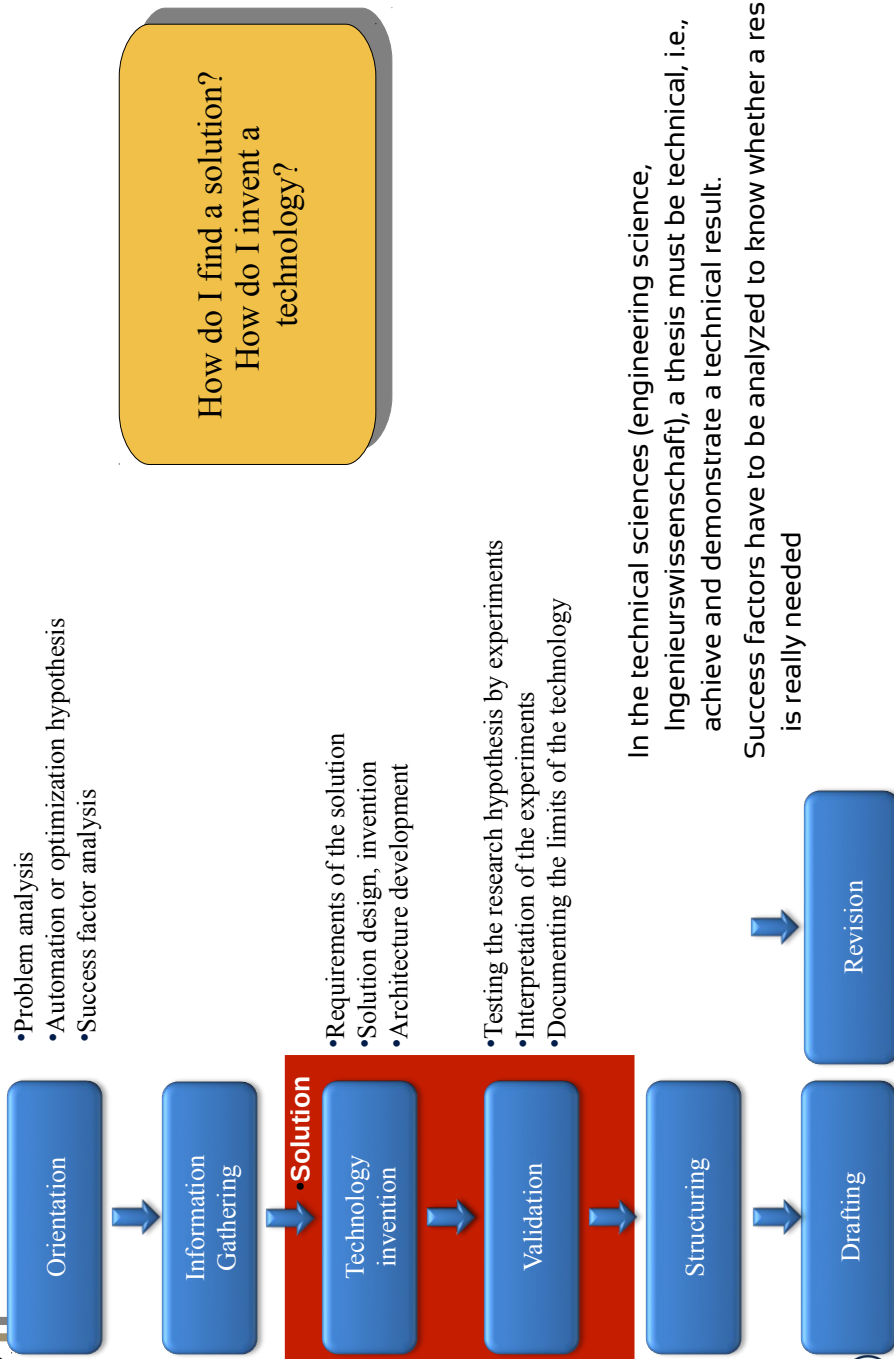 Orientation
•Problem analysis
•Automation or optimization hypothesis
•Success factor analysis
Information
Gathering
How do I find a solution?
How do I invent a
technology?
•Solution
Technology
invention
•Requirements of the solution
•Solution design, invention
•Architecture development
Validation
•Testing the research hypothesis by experiments
•Interpretation of the experiments
•Documenting the limits of the technology
Structuring
In the technical sciences (engineering science,
Ingenieurswissenschaft), a thesis must be technical, i.e.,
achieve and demonstrate a technical result.
Success factors have to be analyzed to know whether a res
is really needed
Drafting
Revision